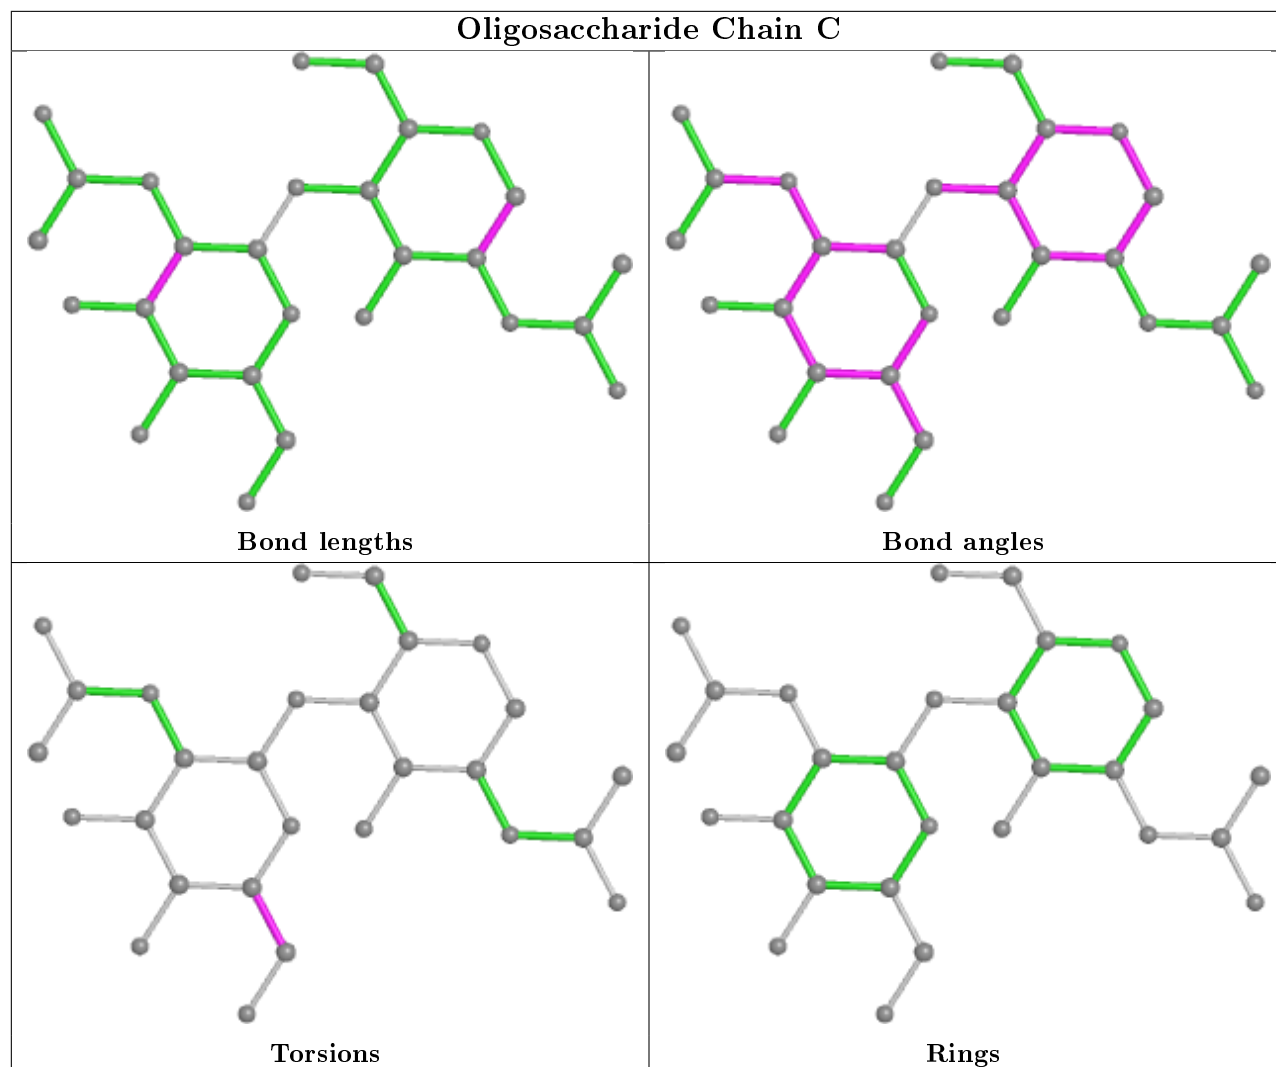 Oligosaccharide Chain C
Bond lengths
Bond angles
Torsions
Rings